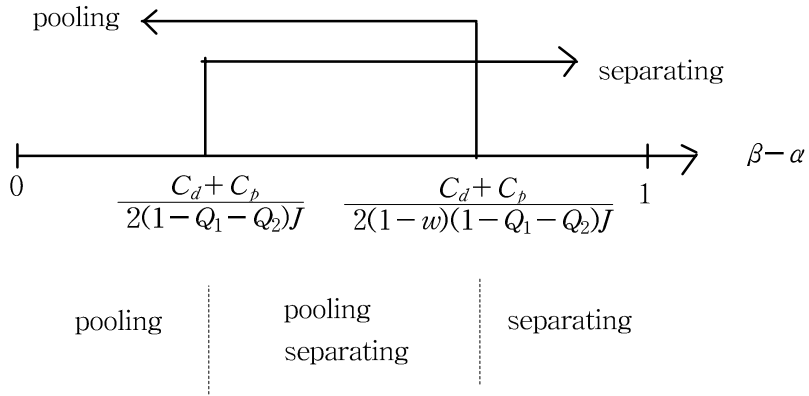 pooling
separating
β−α
0
C_d + C_p
2(1−Q_1−Q_2)J
C_d + C_p
2(1−w)(1−Q_1−Q_2)J
1
pooling
pooling
separating
separating